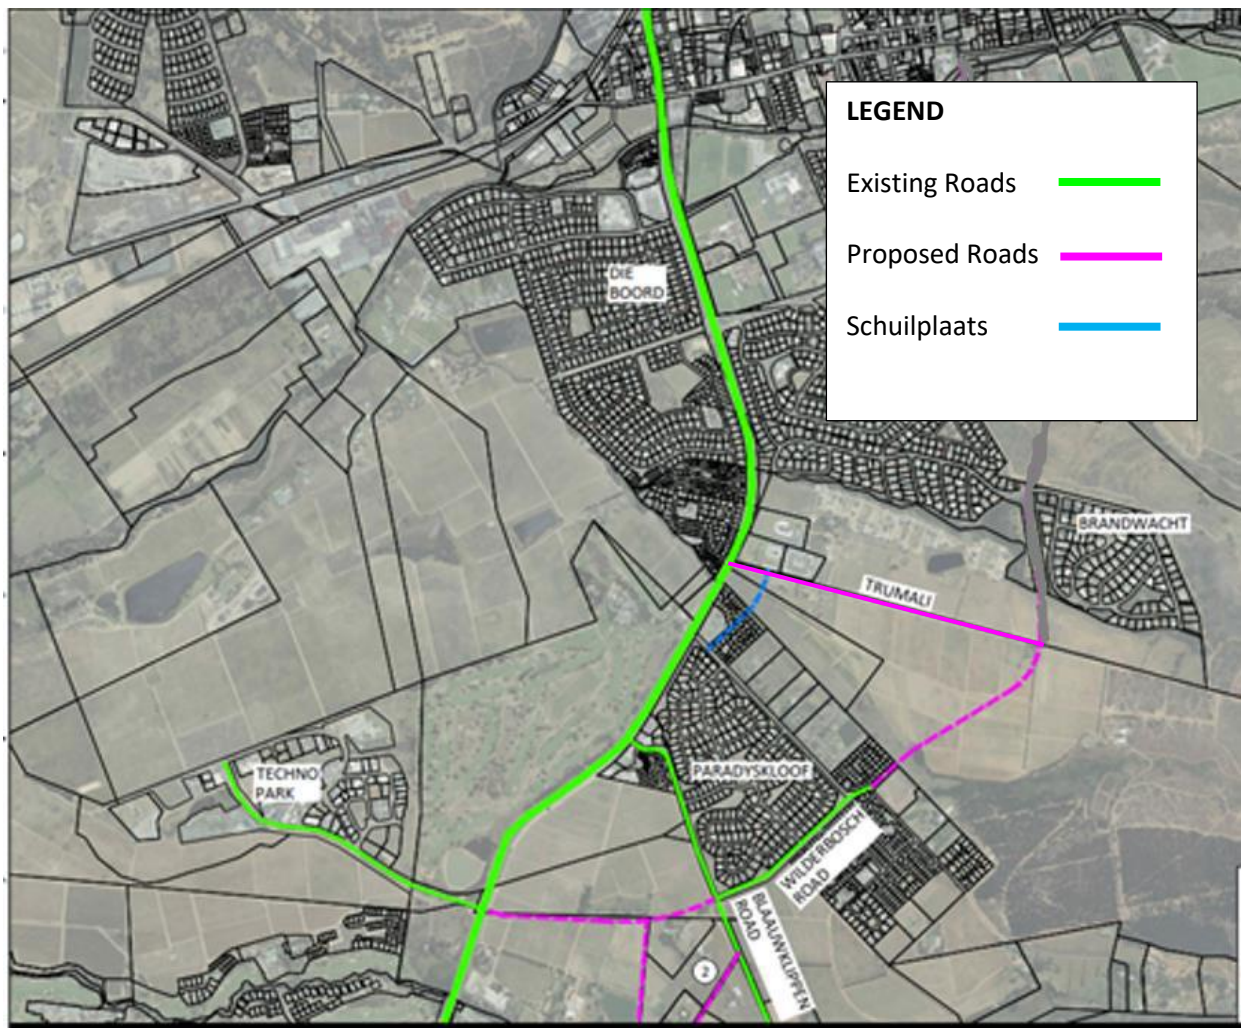 LEGEND
Existing Roads
Proposed Roads
Schuilplaats
DIE
BOORD
BRANDWACHT
TRUMALI
TECHNO
PARK
PARADYSKLOOF
WILDERBOSCH
ROAD
BLAAUWKLIPPEN
ROAD
2